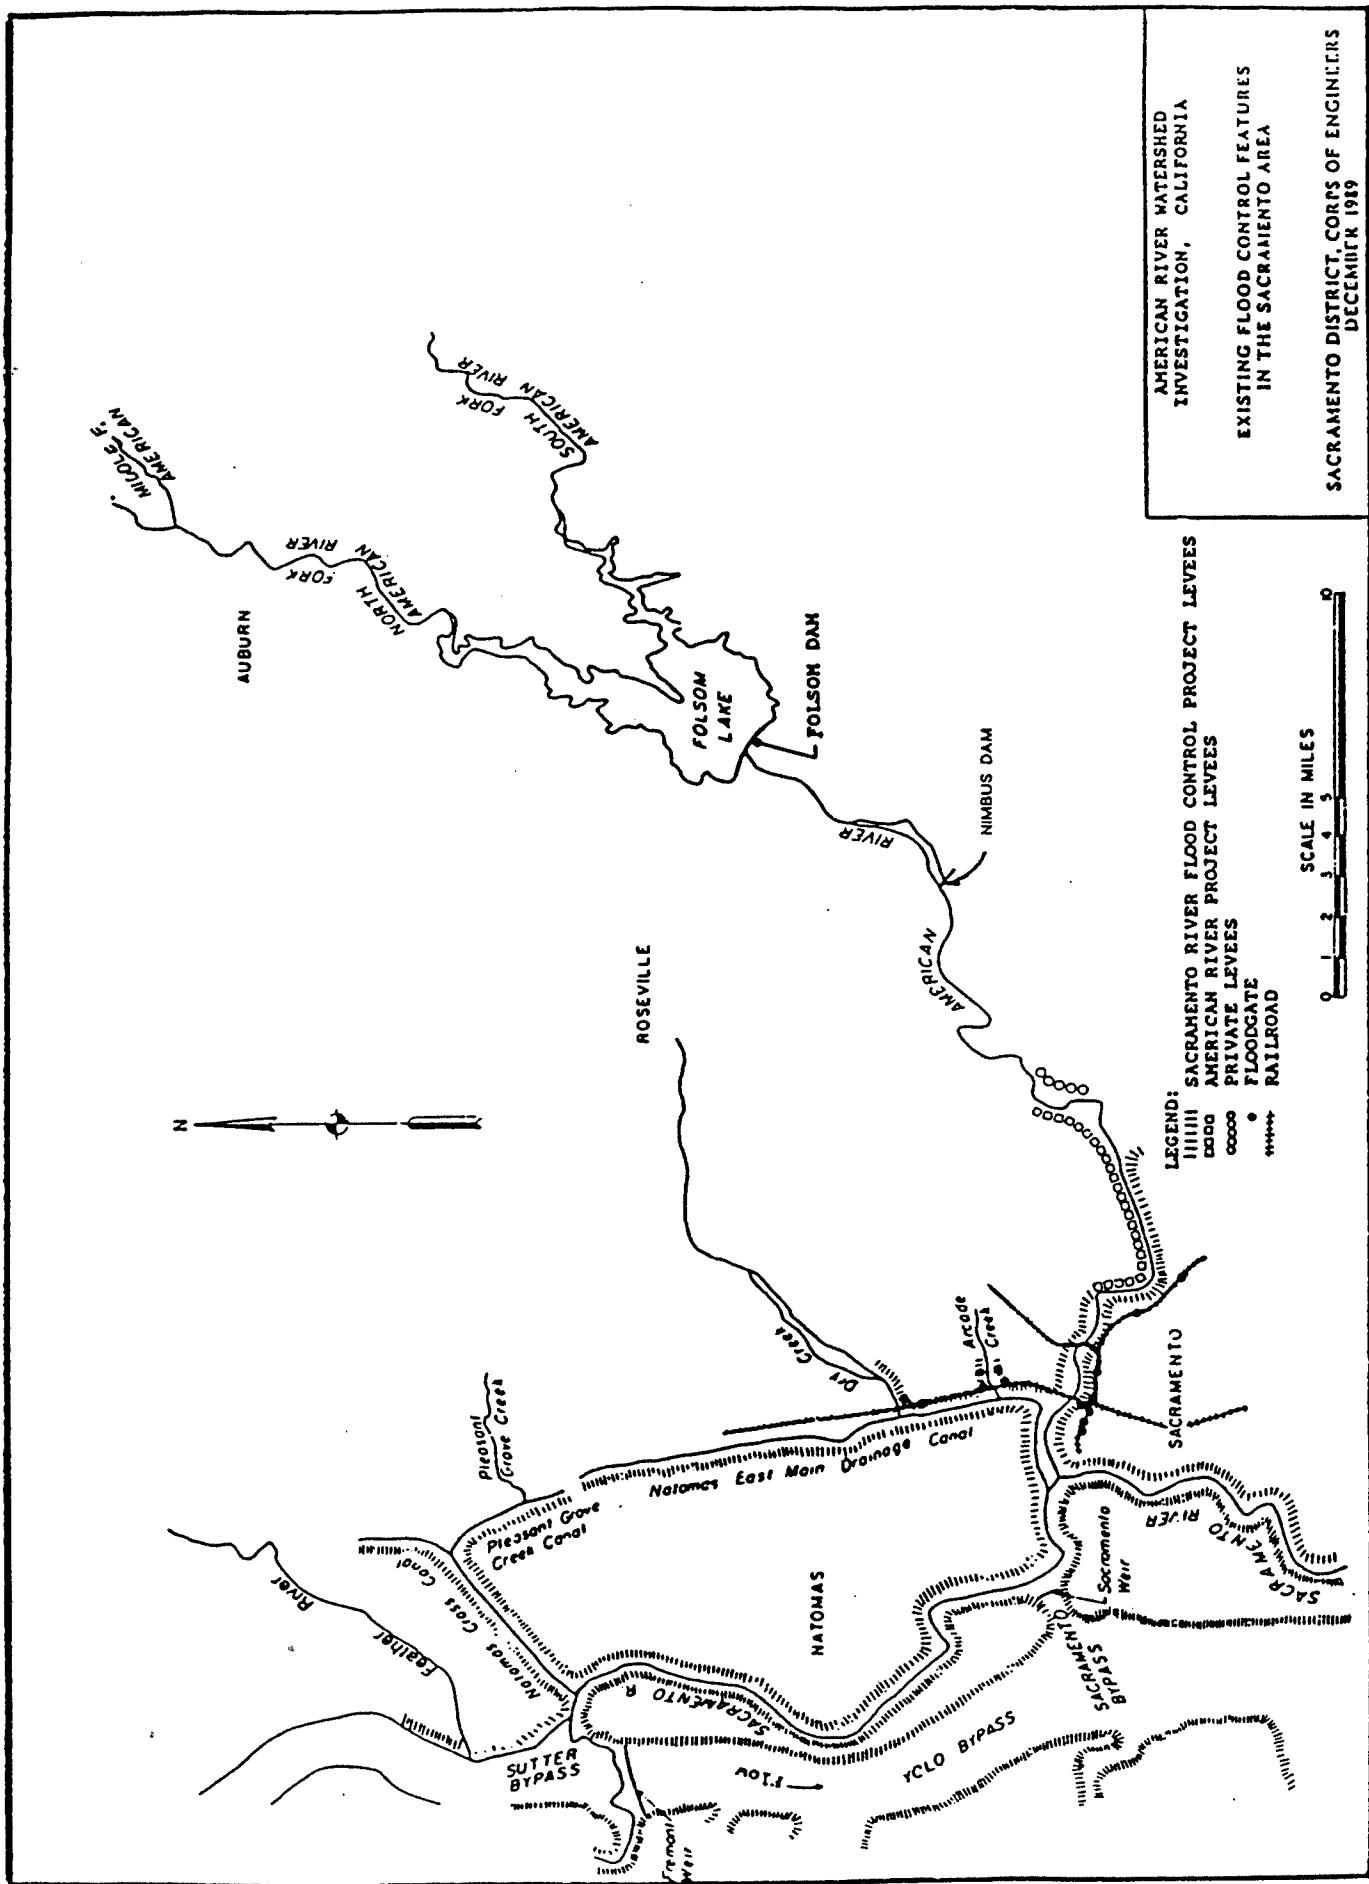 AMERICAN RIVER WATERSHED
INVESTIGATION, CALIFORNIA
EXISTING FLOOD CONTROL FEATURES
IN THE SACRAMENTO AREA
SACRAMENTO DISTRICT, CORPS OF ENGINEERS
DECEMBER 1989
N
MIDDLE F.
AMERICAN
NORTH FORK
AMERICAN RIVER
AUBURN
SOUTH FORK
AMERICAN RIVER
FOLSOM
LAKE
FOLSOM DAM
NIMBUS DAM
AMERICAN
RIVER
ROSEVILLE
Dry
Creek
Arcade
Creek
Pleasant
Grove Creek
Pleasant Grove
Creek Canal
Natomas East Main Drainage Canal
Natomas Cross Canal
Feather
River
SUTTER
BYPASS
Fremont
Weir
SACRAMENTO R
NATOMAS
Flow
YCLO BYPASS
SACRAMENTO
BYPASS
Sacramento
Weir
SACRAMENTO
RIVER
SACRAMENTO
LEGEND:
SACRAMENTO RIVER FLOOD CONTROL PROJECT LEVEES
AMERICAN RIVER PROJECT LEVEES
PRIVATE LEVEES
FLOODGATE
RAILROAD
SCALE IN MILES
0 1 2 3 4 5 10